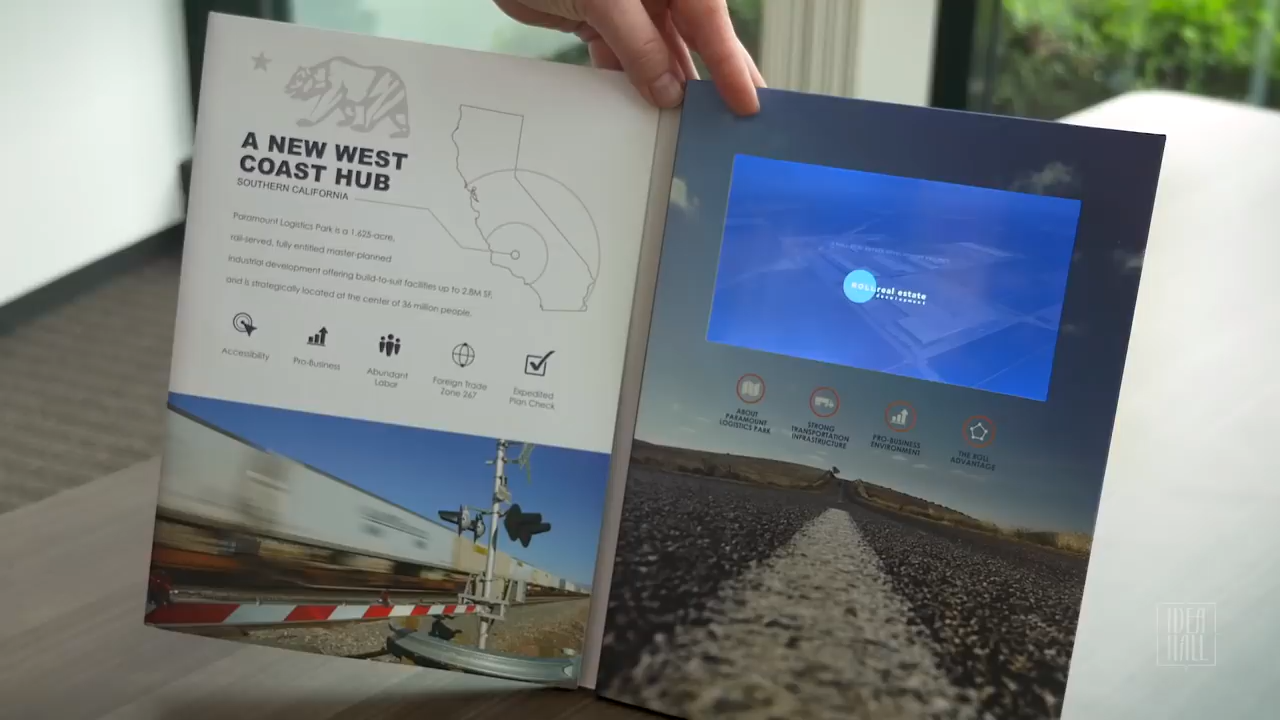 A NEW WEST
COAST HUB
SOUTHERN CALIFORNIA
Paramount Logistics Park is a 1,625-acre,
rail-served, fully entitled master-planned
industrial development offering build-to-suit facilities up to 2.8M SF,
and is strategically located at the center of 36 million people.
Accessibility
Pro-Business
Abundant
Labor
Foreign Trade
Zone 267
Expedited
Plan Check
ROLL real estate
development
ABOUT
PARAMOUNT
LOGISTICS PARK
STRONG
TRANSPORTATION
INFRASTRUCTURE
PRO-BUSINESS
ENVIRONMENT
THE ROLL
ADVANTAGE
IDEA
HALL